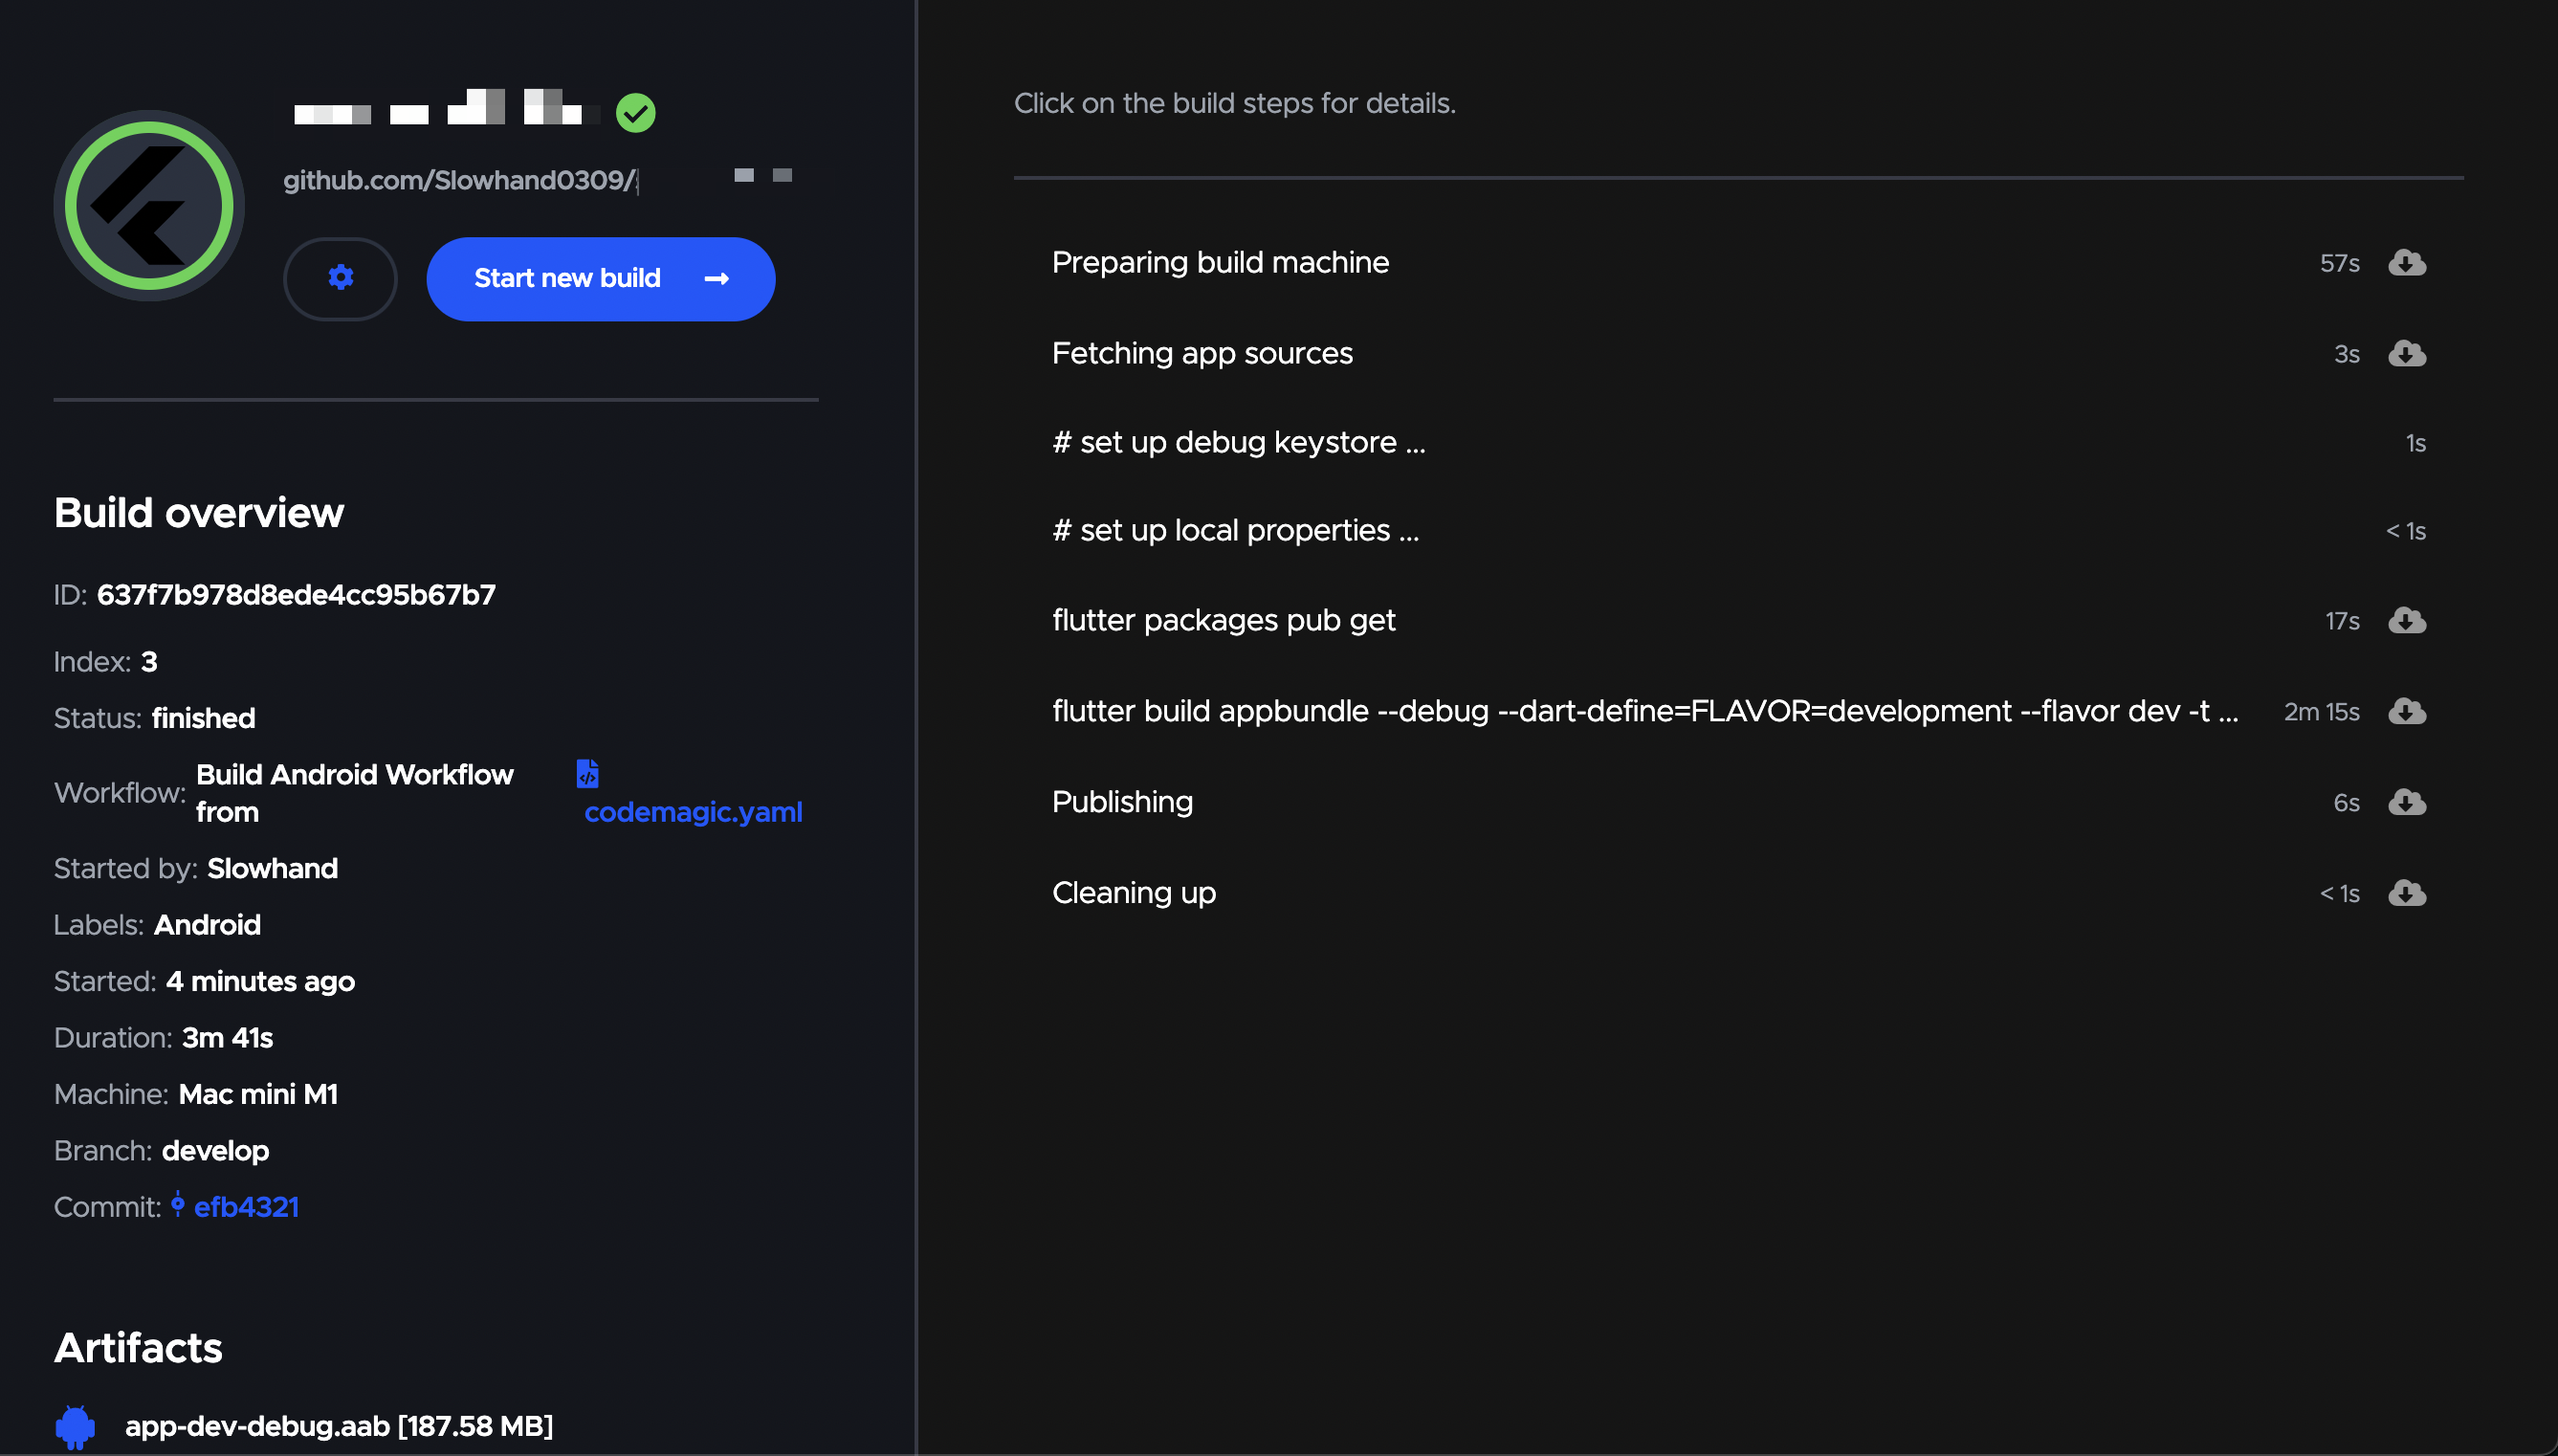 github.com/Slowhand0309/
Start new build
Build overview
ID: 637f7b978d8ede4cc95b67b7
Index: 3
Status: finished
Workflow: Build Android Workflow from codemagic.yaml
Started by: Slowhand
Labels: Android
Started: 4 minutes ago
Duration: 3m 41s
Machine: Mac mini M1
Branch: develop
Commit: efb4321
Artifacts
app-dev-debug.aab [187.58 MB]
Click on the build steps for details.
Preparing build machine 57s
Fetching app sources 3s
# set up debug keystore ... 1s
# set up local properties ... < 1s
flutter packages pub get 17s
flutter build appbundle --debug --dart-define=FLAVOR=development --flavor dev -t ... 2m 15s
Publishing 6s
Cleaning up < 1s